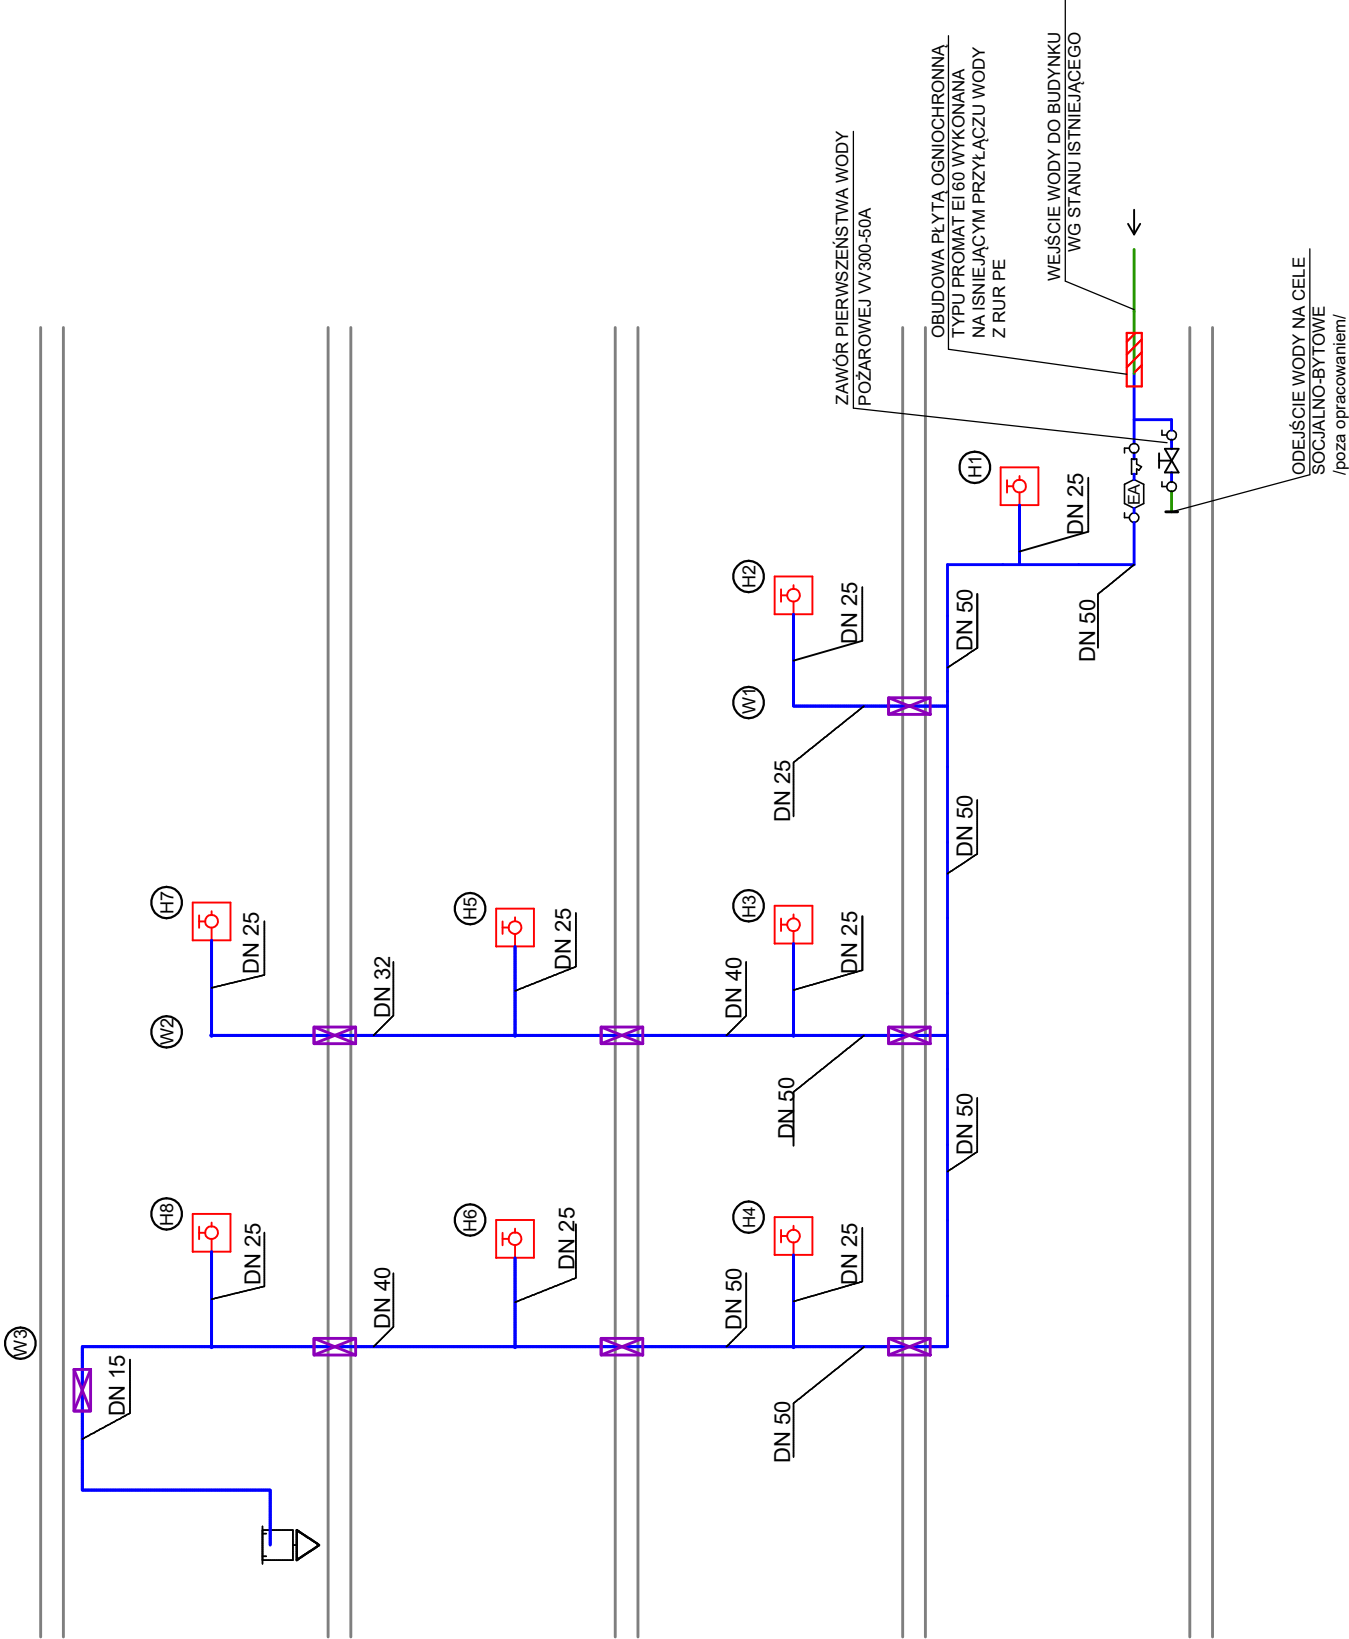 W3
DN 15
H8
DN 25
DN 40
H6
DN 25
DN 50
H4
DN 25
DN 50
DN 50
W2
H7
DN 25
DN 32
H5
DN 25
DN 40
H3
DN 25
DN 50
DN 50
W1
H2
DN 25
DN 25
DN 50
H1
DN 25
DN 50
EA
ZAWÓR PIERWSZEŃSTWA WODY
POŻAROWEJ VV300-50A
OBUDOWA PŁYTĄ OGNIOCHRONNĄ
TYPU PROMAT EI 60 WYKONANA
NA ISNIEJĄCYM PRZYŁĄCZU WODY
Z RUR PE
WEJŚCIE WODY DO BUDYNKU
WG STANU ISTNIEJĄCEGO
ODEJŚCIE WODY NA CELE
SOCJALNO-BYTOWE
/poza opracowaniem/